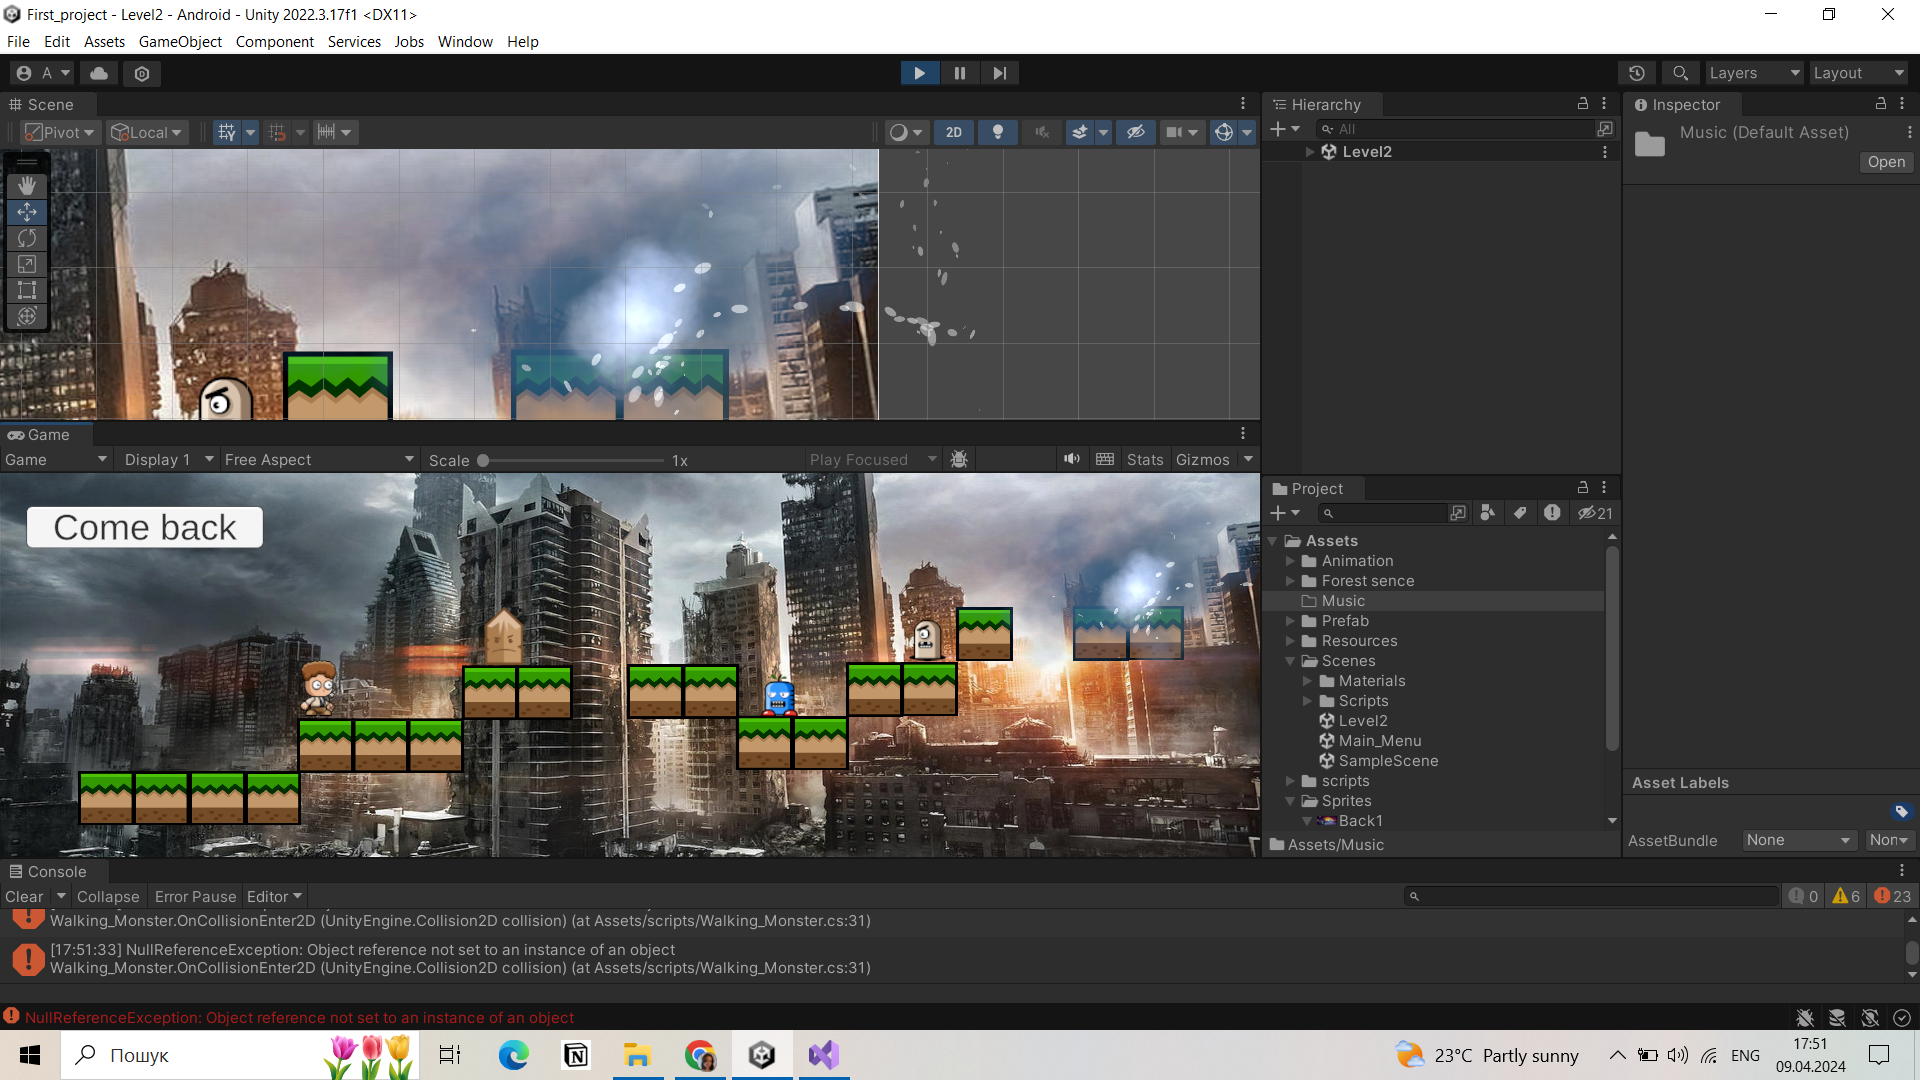 First_project - Level2 - Android - Unity 2022.3.17f1 <DX11>
File Edit Assets GameObject Component Services Jobs Window Help
A
Layers Layout
Scene
Pivot Local 2D
Hierarchy
All
Level2
Inspector
Music (Default Asset)
Open
Game
Game Display 1 Free Aspect Scale 1x Play Focused Stats Gizmos
Come back
Project
21
Assets
Animation
Forest sence
Music
Prefab
Resources
Scenes
Materials
Scripts
Level2
Main_Menu
SampleScene
scripts
Sprites
Back1
Assets/Music
Asset Labels
AssetBundle None Non
Console
Clear Collapse Error Pause Editor 0 6 23
Walking_Monster.OnCollisionEnter2D (UnityEngine.Collision2D collision) (at Assets/scripts/Walking_Monster.cs:31)
[17:51:33] NullReferenceException: Object reference not set to an instance of an object
Walking_Monster.OnCollisionEnter2D (UnityEngine.Collision2D collision) (at Assets/scripts/Walking_Monster.cs:31)
NullReferenceException: Object reference not set to an instance of an object
Пошук
23°C Partly sunny
ENG
17:51
09.04.2024